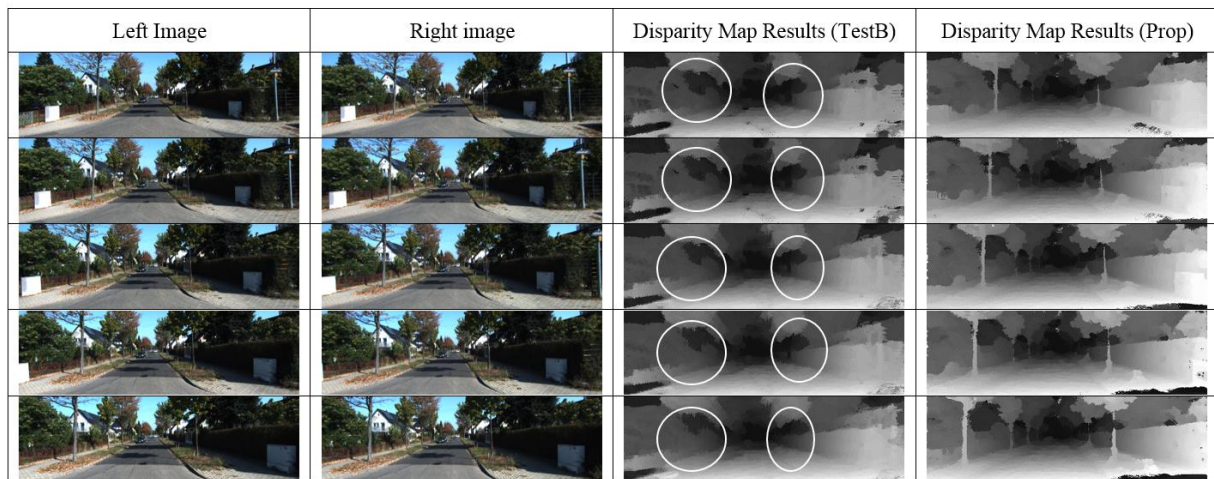 Left Image
Right image
Disparity Map Results (TestB)
Disparity Map Results (Prop)